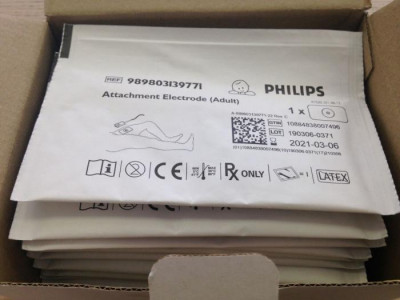 REF 989803139771
PHILIPS
Attachment Electrode (Adult)
1 x
GTIN 10884838007496
LOT 190306-0371
2021-03-06
Rx ONLY
LATEX